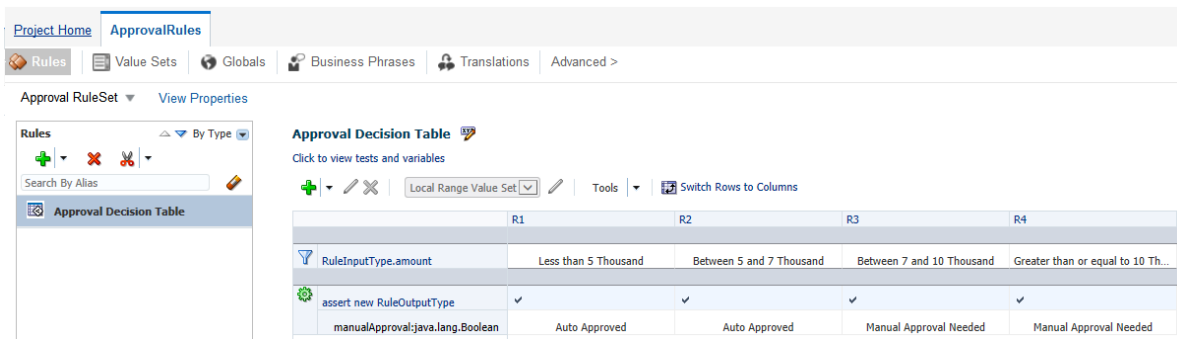 Project Home ApprovalRules
Rules Value Sets Globals Business Phrases Translations Advanced >
Approval RuleSet View Properties
Rules By Type
Search By Alias
Approval Decision Table
Approval Decision Table
Click to view tests and variables
Local Range Value Set Tools Switch Rows to Columns
R1 R2 R3 R4
RuleInputType.amount Less than 5 Thousand Between 5 and 7 Thousand Between 7 and 10 Thousand Greater than or equal to 10 Th...
assert new RuleOutputType
manualApproval:java.lang.Boolean Auto Approved Auto Approved Manual Approval Needed Manual Approval Needed